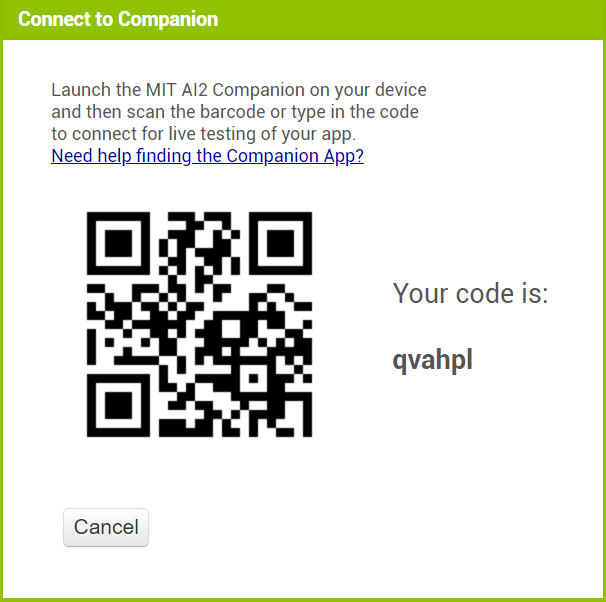 Connect to Companion
Launch the MIT AI2 Companion on your device
and then scan the barcode or type in the code
to connect for live testing of your app.
Need help finding the Companion App?
Your code is:
qvahpl
Cancel